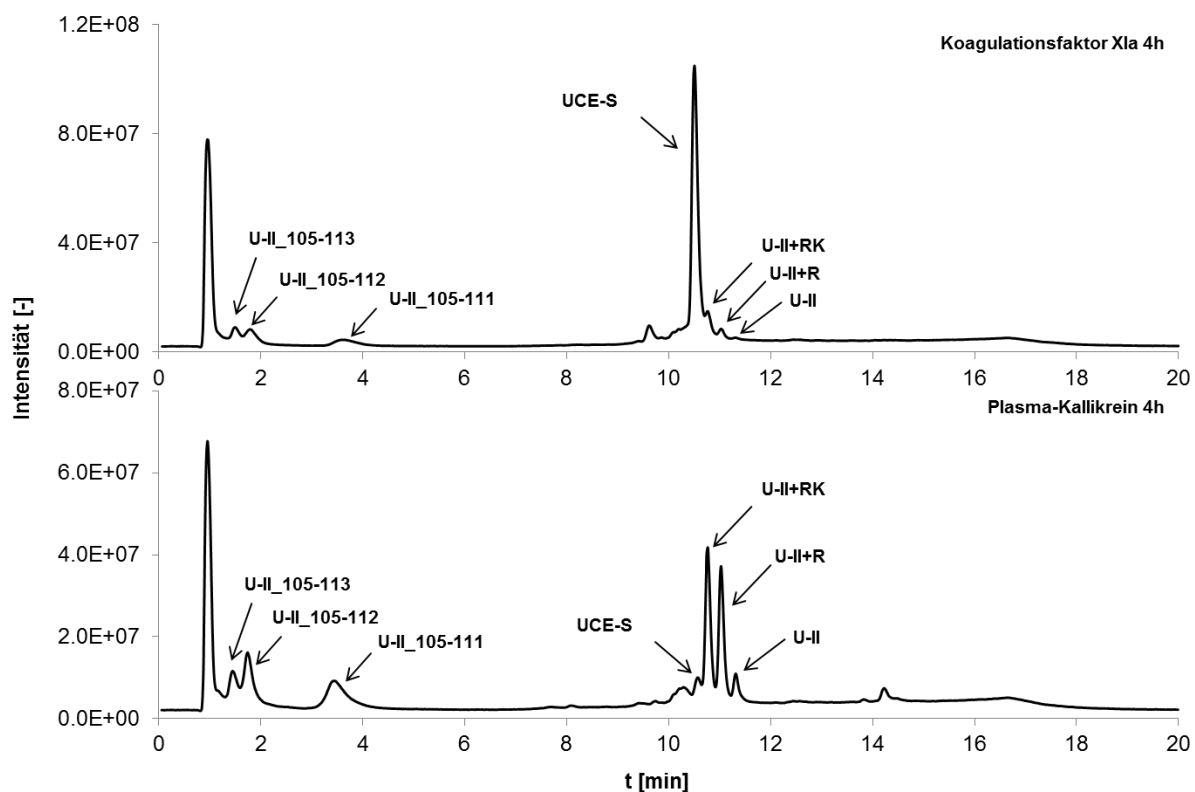 1.2E+08
Koagulationsfaktor XIa 4h
UCE-S
8.0E+07
U-II_105-113
U-II+RK
U-II_105-112
U-II+R
4.0E+07
U-II_105-111
U-II
0.0E+00
0 2 4 6 8 10 12 14 16 18 20
Intensität [-]
8.0E+07
Plasma-Kallikrein 4h
6.0E+07
U-II+RK
4.0E+07
U-II+R
U-II_105-113
U-II_105-112
2.0E+07
U-II_105-111
UCE-S
U-II
0.0E+00
0 2 4 6 8 10 12 14 16 18 20
t [min]